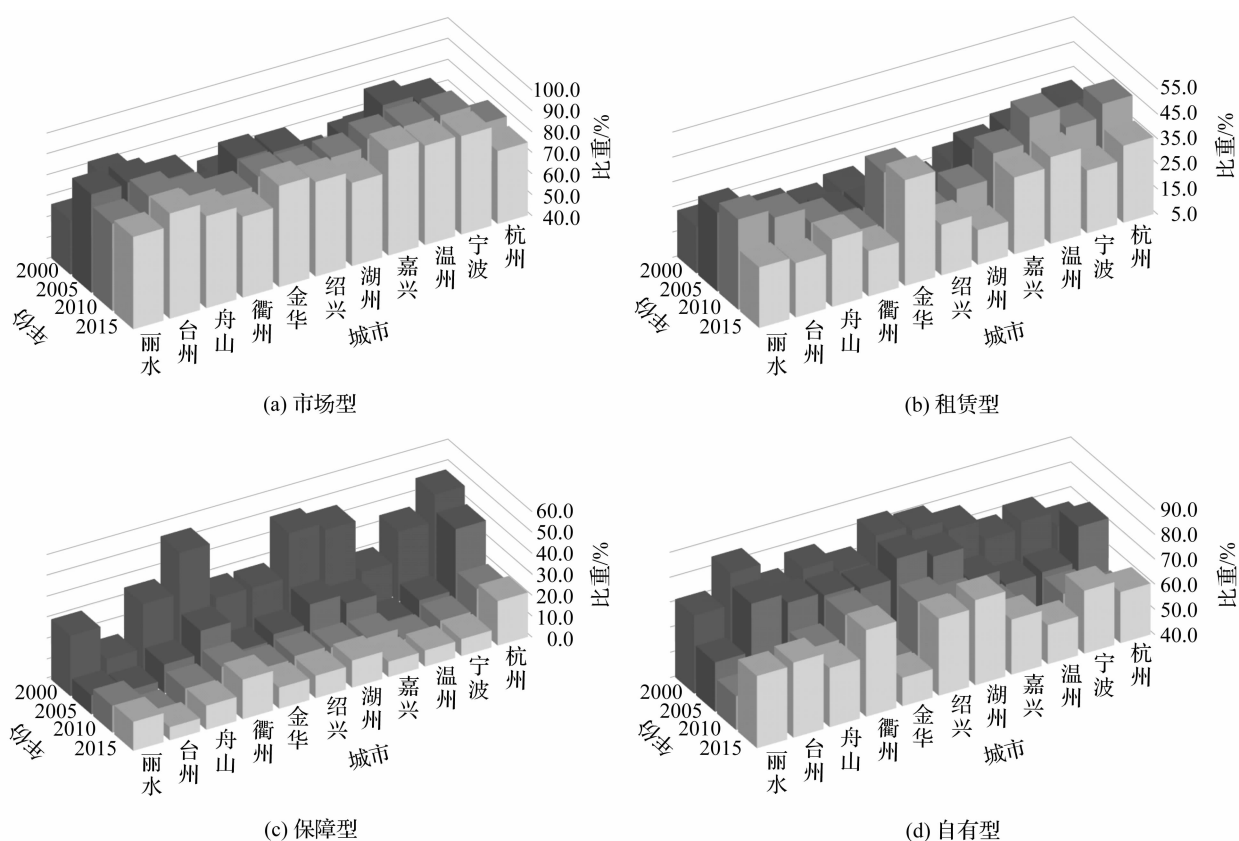 100.0
90.0
80.0
70.0
60.0
50.0
40.0
比重/%
2000
2005
2010
2015
年份
丽水
台州
舟山
衢州
金华
绍兴
湖州
嘉兴
温州
宁波
杭州
城市
(a) 市场型
55.0
45.0
35.0
25.0
15.0
5.0
比重/%
2000
2005
2010
2015
年份
丽水
台州
舟山
衢州
金华
绍兴
湖州
嘉兴
温州
宁波
杭州
城市
(b) 租赁型
60.0
50.0
40.0
30.0
20.0
10.0
0.0
比重/%
2000
2005
2010
2015
年份
丽水
台州
舟山
衢州
金华
绍兴
湖州
嘉兴
温州
宁波
杭州
城市
(c) 保障型
90.0
80.0
70.0
60.0
50.0
40.0
比重/%
2000
2005
2010
2015
年份
丽水
台州
舟山
衢州
金华
绍兴
湖州
嘉兴
温州
宁波
杭州
城市
(d) 自有型